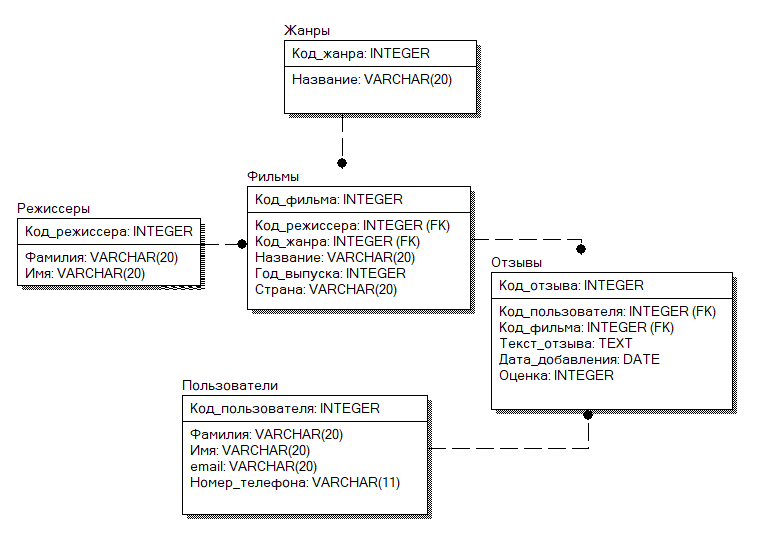 Жанры
Код_жанра: INTEGER
Название: VARCHAR(20)
Фильмы
Код_фильма: INTEGER
Код_режиссера: INTEGER (FK)
Код_жанра: INTEGER (FK)
Название: VARCHAR(20)
Год_выпуска: INTEGER
Страна: VARCHAR(20)
Режиссеры
Код_режиссера: INTEGER
Фамилия: VARCHAR(20)
Имя: VARCHAR(20)
Отзывы
Код_отзыва: INTEGER
Код_пользователя: INTEGER (FK)
Код_фильма: INTEGER (FK)
Текст_отзыва: TEXT
Дата_добавления: DATE
Оценка: INTEGER
Пользователи
Код_пользователя: INTEGER
Фамилия: VARCHAR(20)
Имя: VARCHAR(20)
email: VARCHAR(20)
Номер_телефона: VARCHAR(11)